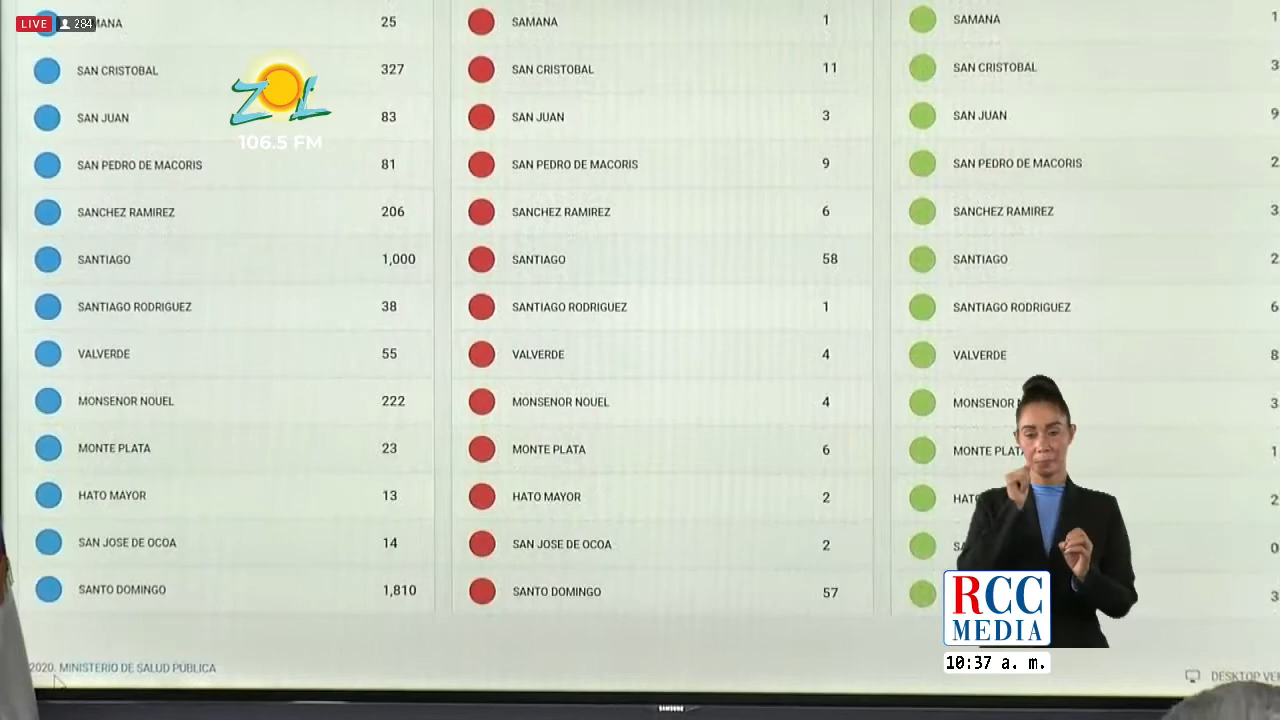 LIVE 284
25 SAMANA 1 SAMANA 1
SAN CRISTOBAL 327 SAN CRISTOBAL 11 SAN CRISTOBAL 3
SAN JUAN 83 SAN JUAN 3 SAN JUAN 9
SAN PEDRO DE MACORIS 81 SAN PEDRO DE MACORIS 9 SAN PEDRO DE MACORIS 2
SANCHEZ RAMIREZ 206 SANCHEZ RAMIREZ 6 SANCHEZ RAMIREZ 3
SANTIAGO 1,000 SANTIAGO 58 SANTIAGO 2
SANTIAGO RODRIGUEZ 38 SANTIAGO RODRIGUEZ 1 SANTIAGO RODRIGUEZ 6
VALVERDE 55 VALVERDE 4 VALVERDE 8
MONSENOR NOUEL 222 MONSENOR NOUEL 4 MONSENOR 3
MONTE PLATA 23 MONTE PLATA 6 MONTE PLATA 1
HATO MAYOR 13 HATO MAYOR 2 HATO 2
SAN JOSE DE OCOA 14 SAN JOSE DE OCOA 2 0
SANTO DOMINGO 1,810 SANTO DOMINGO 57 3
ZOL
106.5 FM
2020. MINISTERIO DE SALUD PÚBLICA
DESKTOP
SAMSUNG
RCC
MEDIA
10:37 a. m.